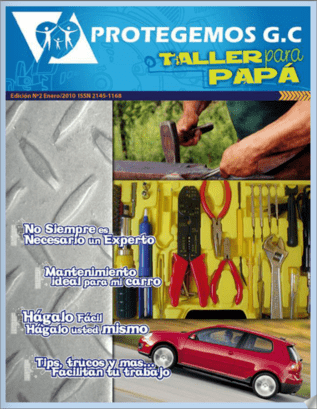 PROTEGEMOS G.C
TALLER para
PAPÁ
Edición Nº2 Enero/2010 ISSN 2145-1168
No Siempre es
Necesario un Experto
Mantenimiento
ideal para mi carro
Hágalo Fácil
Hágalo usted mismo
Tips, trucos y mas...
Facilitan tu trabajo